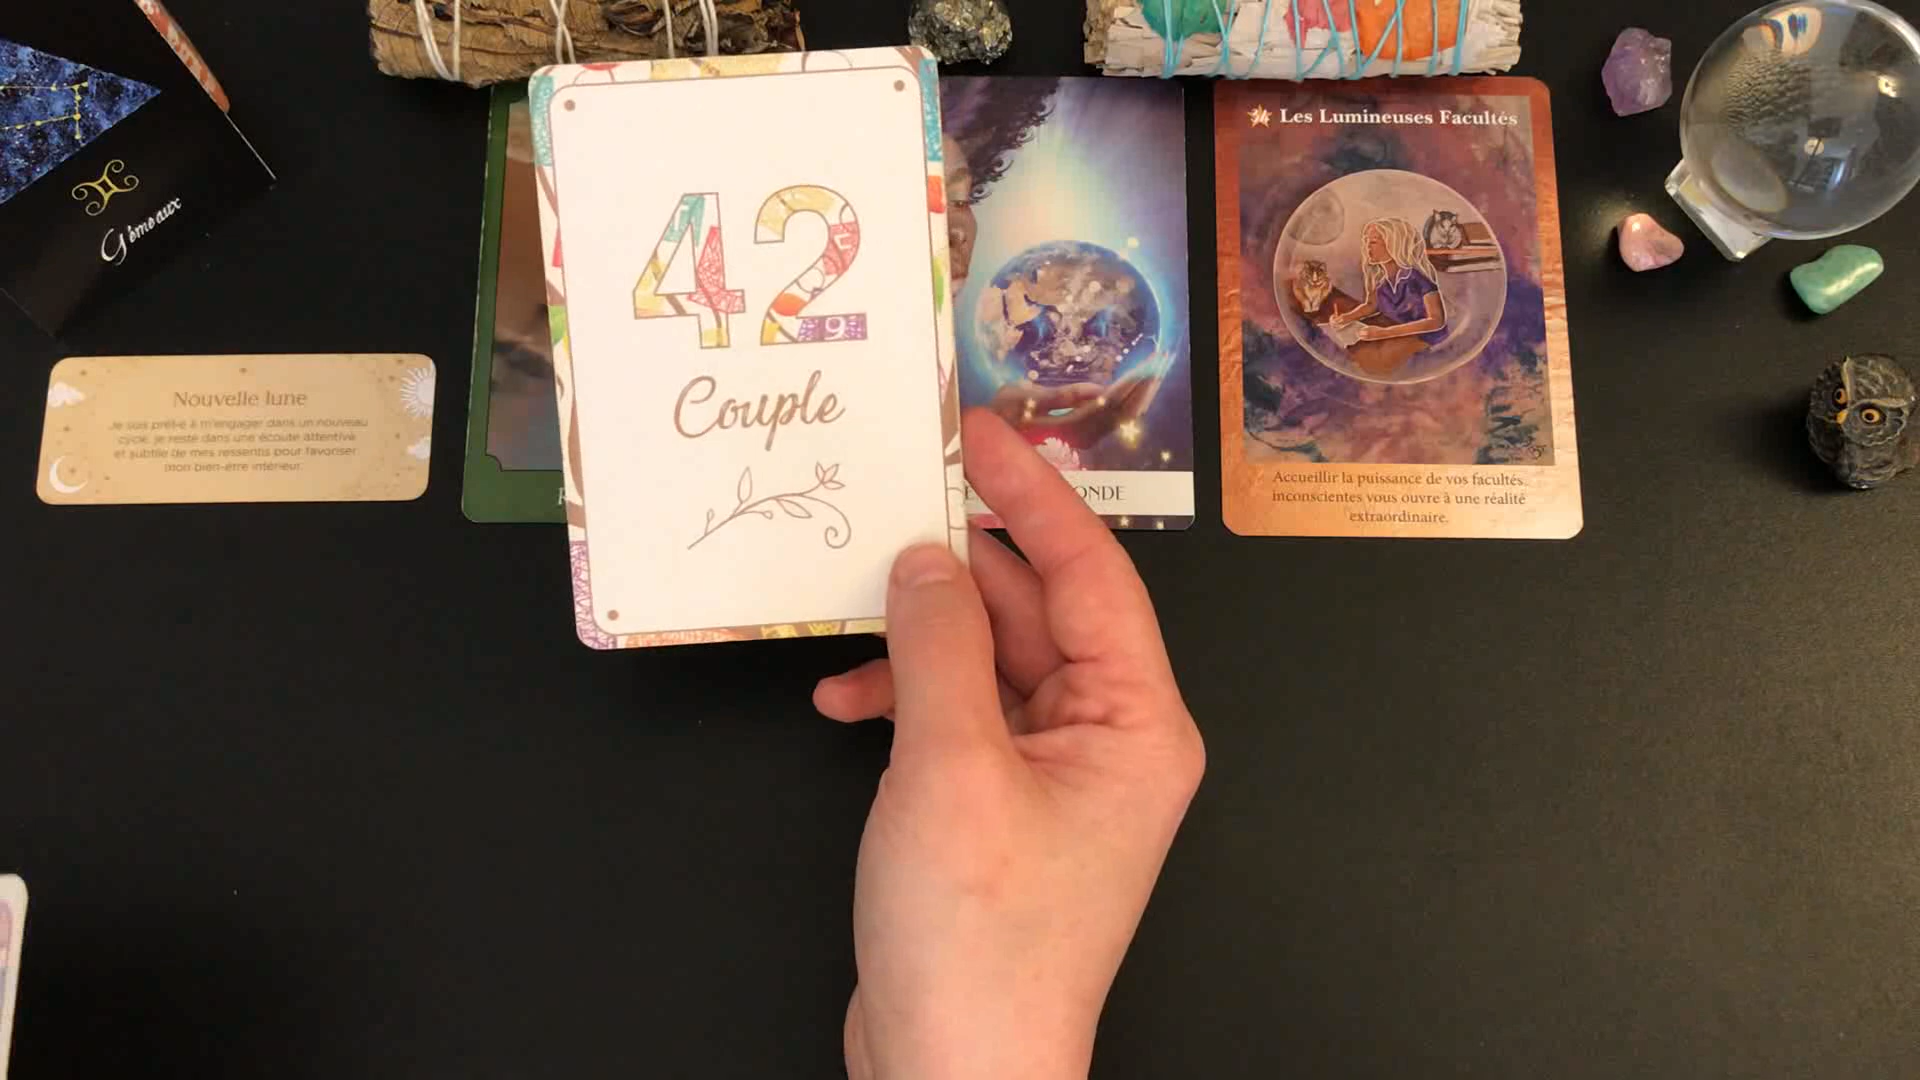 Gémeaux
Nouvelle lune
Je suis prêt·e à m'engager dans un nouveau
cycle, je reste dans une écoute attentive
et subtile de mes ressentis pour favoriser
mon bien-être intérieur.
42
9
Couple
ONDE
34 Les Lumineuses Facultés
Accueillir la puissance de vos facultés
inconscientes vous ouvre à une réalité
extraordinaire.